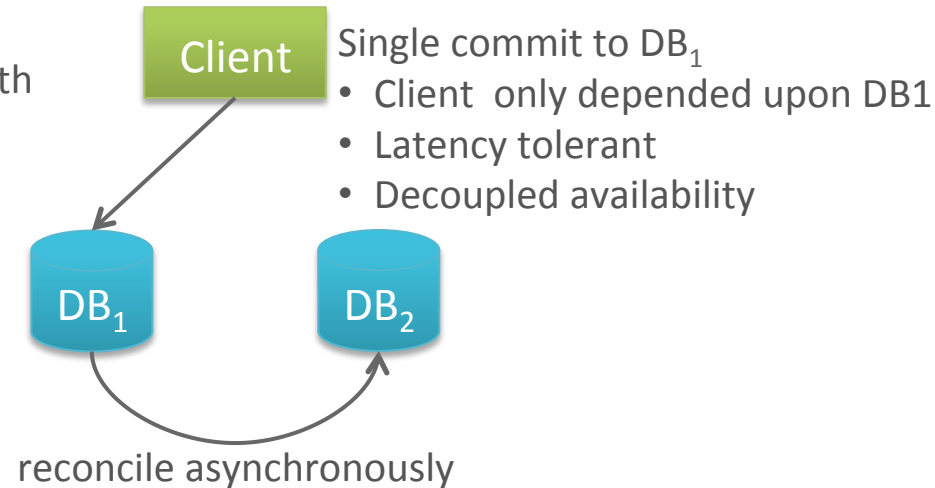 Client
Single commit to DB₁
th
• Client only depended upon DB1
• Latency tolerant
• Decoupled availability
DB₁
DB₂
reconcile asynchronously